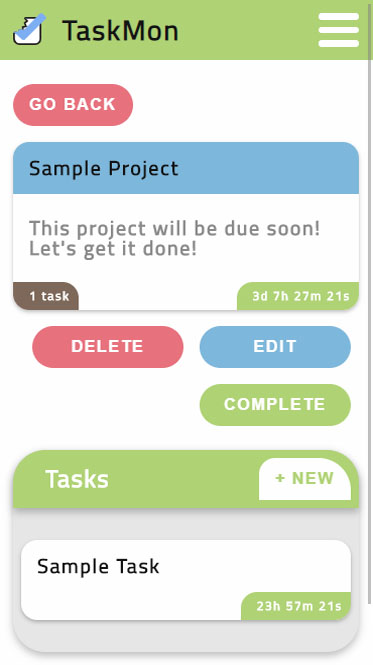 TaskMon
GO BACK
Sample Project
This project will be due soon!
Let's get it done!
1 task
3d 7h 27m 21s
DELETE
EDIT
COMPLETE
Tasks
+ NEW
Sample Task
23h 57m 21s